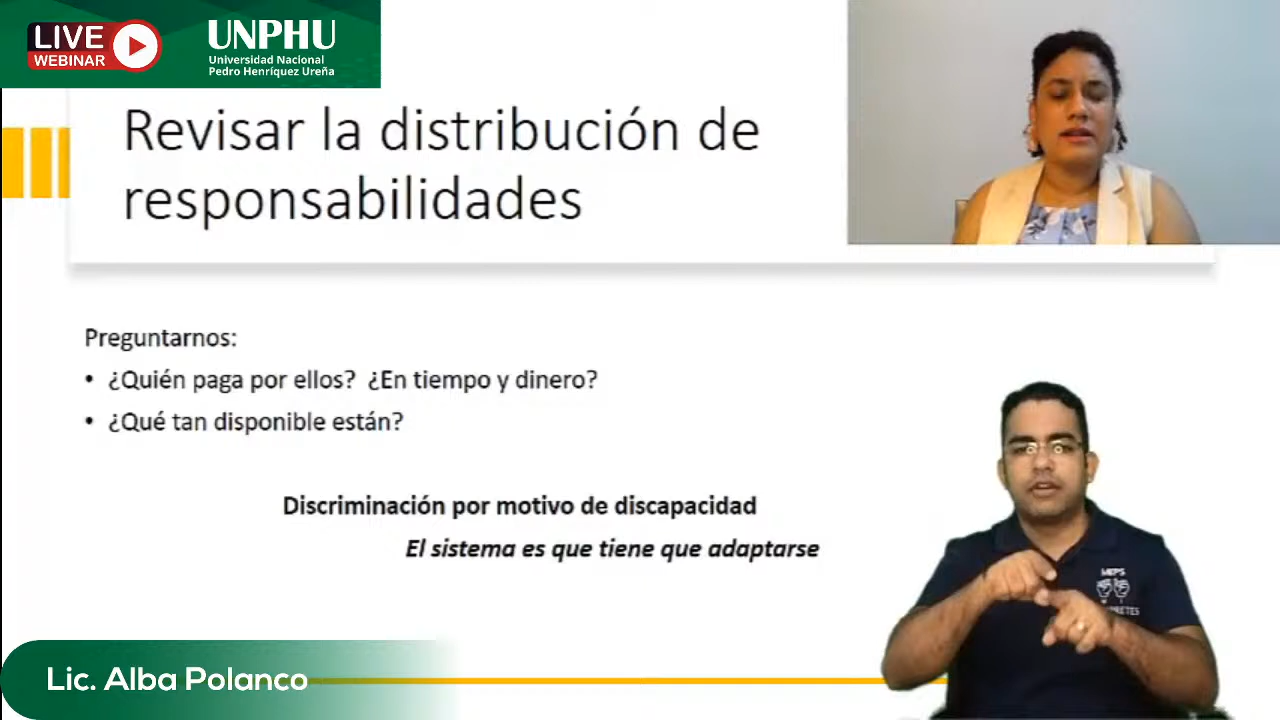 LIVE
WEBINAR
UNPHU
Universidad Nacional
Pedro Henríquez Ureña
Revisar la distribución de
responsabilidades
Preguntarnos:
• ¿Quién paga por ellos? ¿En tiempo y dinero?
• ¿Qué tan disponible están?
Discriminación por motivo de discapacidad
El sistema es que tiene que adaptarse
Lic. Alba Polanco